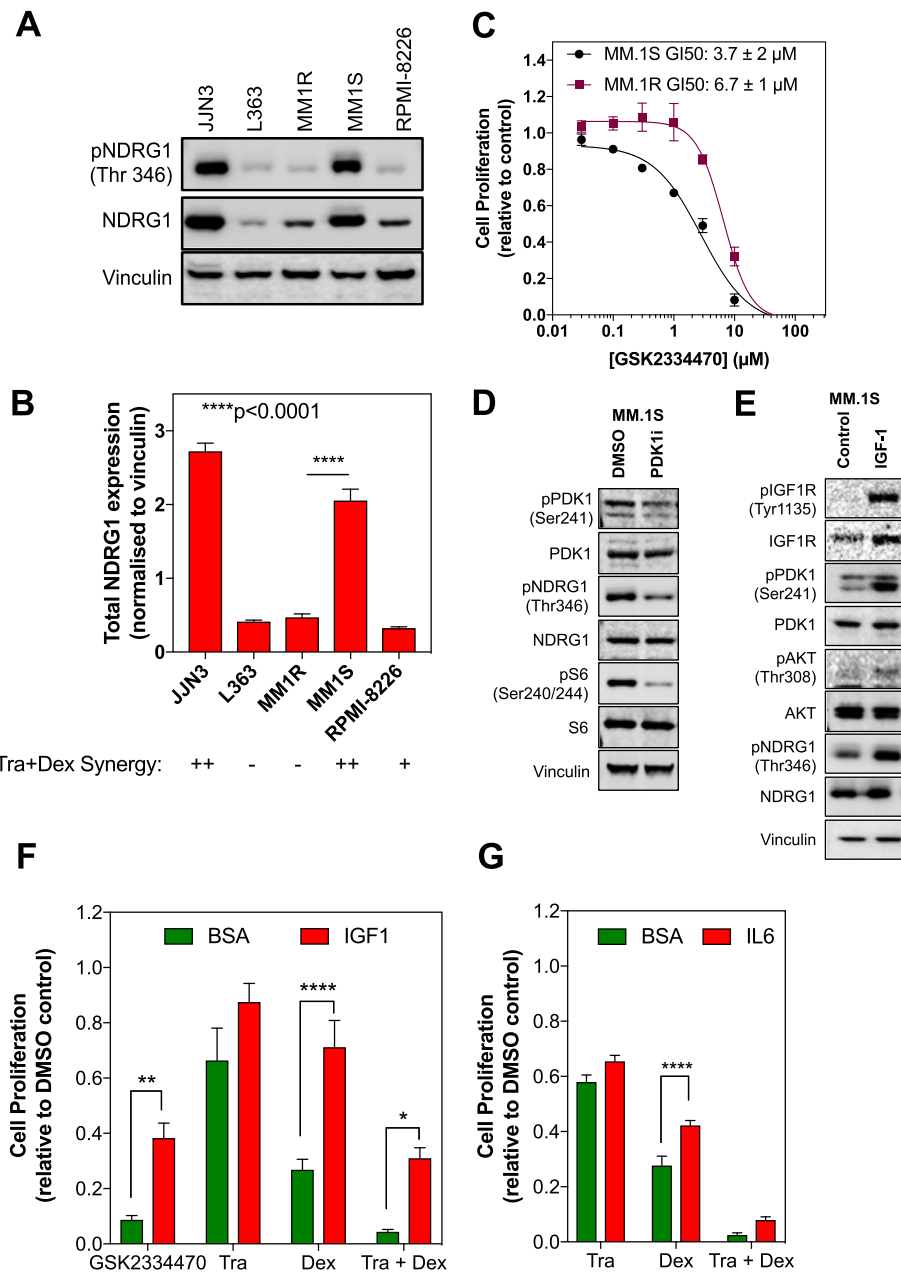 A
JJN3
L363
MM1R
MM1S
RPMI-8226
pNDRG1
(Thr 346)
NDRG1
Vinculin
B
Total NDRG1 expression
(normalised to vinculin)
3
2
1
0
****p<0.0001
****
JJN3
L363
MM1R
MM1S
RPMI-8226
Tra+Dex Synergy:
++
-
-
++
+
C
Cell Proliferation
(relative to control)
1.4
1.2
1.0
0.8
0.6
0.4
0.2
0.0
MM.1S GI50: 3.7 ± 2 µM
MM.1R GI50: 6.7 ± 1 µM
0.01
0.1
1
10
100
[GSK2334470] (µM)
D
MM.1S
DMSO
PDK1i
pPDK1
(Ser241)
PDK1
pNDRG1
(Thr346)
NDRG1
pS6
(Ser240/244)
S6
Vinculin
E
MM.1S
Control
IGF-1
pIGF1R
(Tyr1135)
IGF1R
pPDK1
(Ser241)
PDK1
pAKT
(Thr308)
AKT
pNDRG1
(Thr346)
NDRG1
Vinculin
F
Cell Proliferation
(relative to DMSO control)
1.2
1.0
0.8
0.6
0.4
0.2
0.0
BSA
IGF1
**
****
*
GSK2334470
Tra
Dex
Tra + Dex
G
Cell Proliferation
(relative to DMSO control)
1.2
1.0
0.8
0.6
0.4
0.2
0.0
BSA
IL6
****
Tra
Dex
Tra + Dex